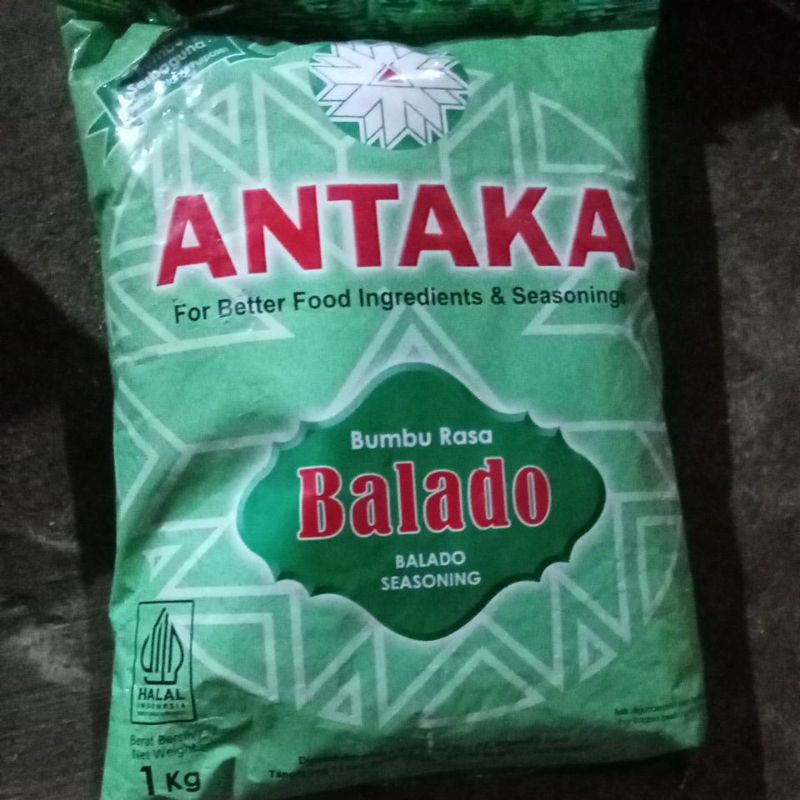 Serbaguna
ANTAKA
For Better Food Ingredients & Seasonings
Bumbu Rasa
Balado
BALADO
SEASONING
HALAL
INDONESIA
Berat Bersih
Net Weight
1 Kg